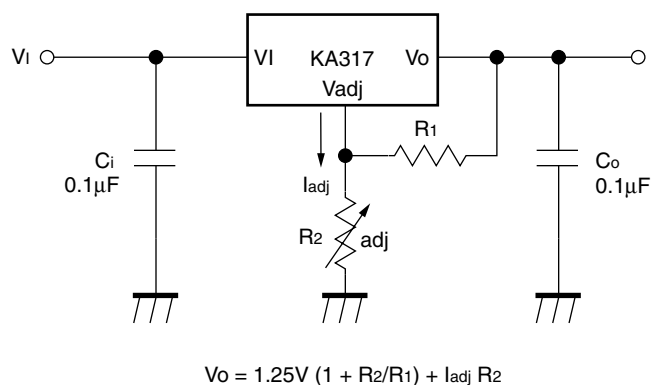 VI
VI KA317 Vo
Vadj
R1
Ci
0.1μF
Iadj
Co
0.1μF
R2 adj
Vo = 1.25V (1 + R2/R1) + Iadj R2